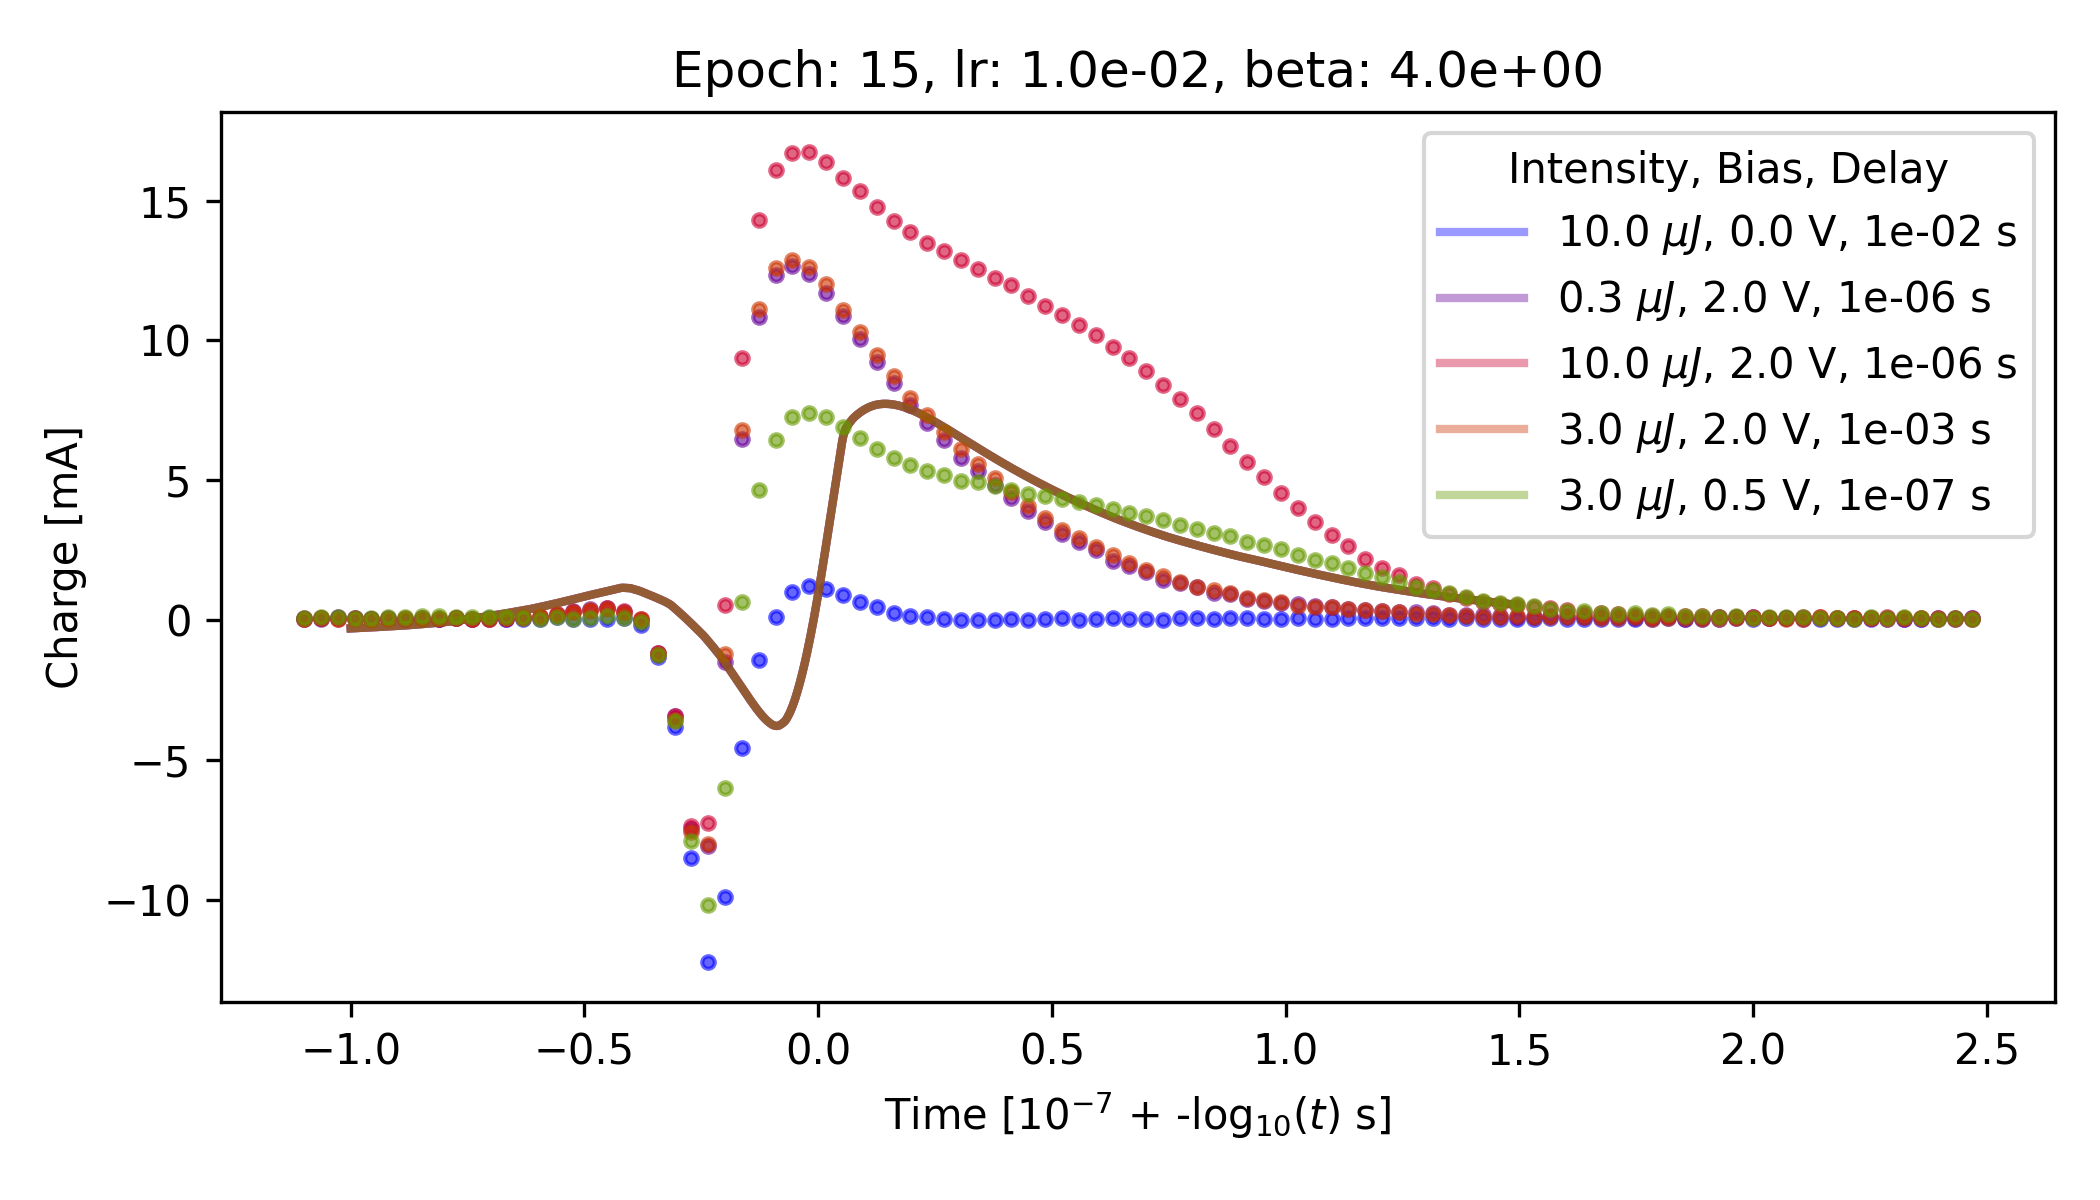 Epoch: 15, lr: 1.0e-02, beta: 4.0e+00
Intensity, Bias, Delay
10.0 μJ, 0.0 V, 1e-02 s
0.3 μJ, 2.0 V, 1e-06 s
10.0 μJ, 2.0 V, 1e-06 s
3.0 μJ, 2.0 V, 1e-03 s
3.0 μJ, 0.5 V, 1e-07 s
Charge [mA]
15
10
5
0
−5
−10
−1.0 −0.5 0.0 0.5 1.0 1.5 2.0 2.5
Time [10⁻⁷ + -log₁₀(t) s]